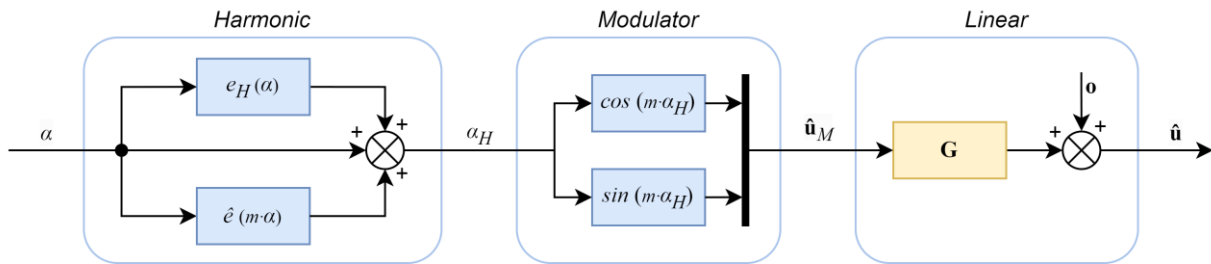 Harmonic
Modulator
Linear
e_H(α)
cos (m·α_H)
o
α
+
+
+
α_H
û_M
G
+
+
û
ê (m·α)
sin (m·α_H)